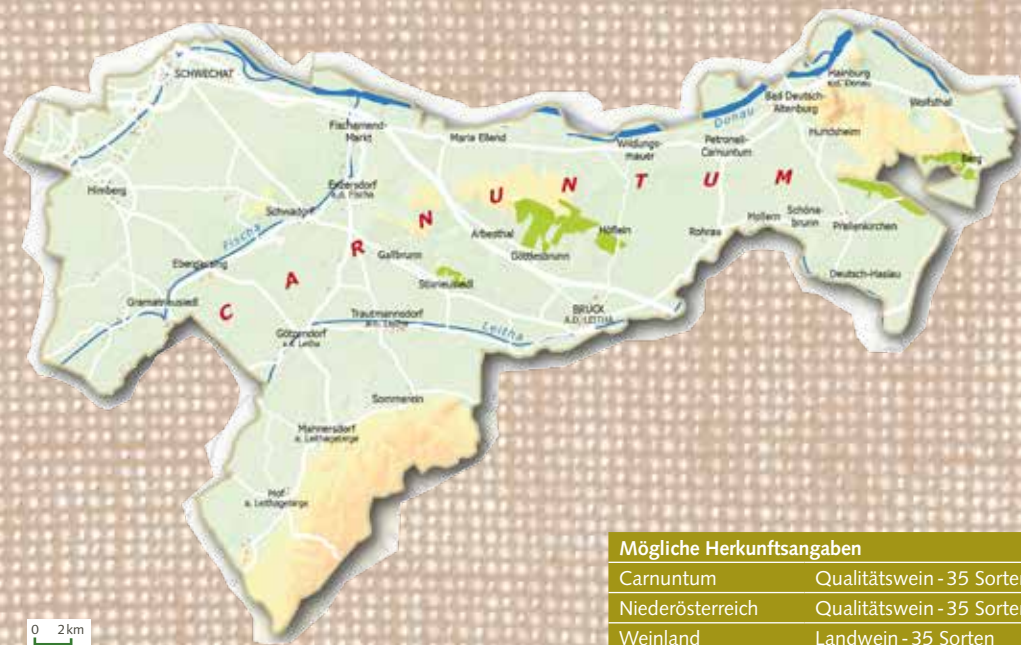 SCHWECHAT
Fischamend-
Markt
Maria Ellend
Wildungs-
mauer
Donau
Petronell-
Carnuntum
Bad Deutsch-
Altenburg
Hainburg
a.d. Donau
Wolfsthal
Hundsheim
Berg
Himberg
Enzersdorf
a.d. Fischa
Schwadorf
Fischa
CARNUNTUM
Arbesthal
Göttlesbrunn
Höflein
Rohrau
Hollern
Schönabrunn
Prellenkirchen
Gallbrunn
Stixneusiedl
Ebergassing
Gramatneusiedl
Deutsch-Haslau
Trautmannsdorf
a.d. Leitha
Leitha
BRUCK
A.D. LEITHA
Götzendorf
a.d. Leitha
Sommerein
Mannersdorf
a. Leithagebirge
Hof
a. Leithagebirge
0 2km
Mögliche Herkunftsangaben
Carnuntum Qualitätswein - 35 Sorten
Niederösterreich Qualitätswein - 35 Sorten
Weinland Landwein - 35 Sorten